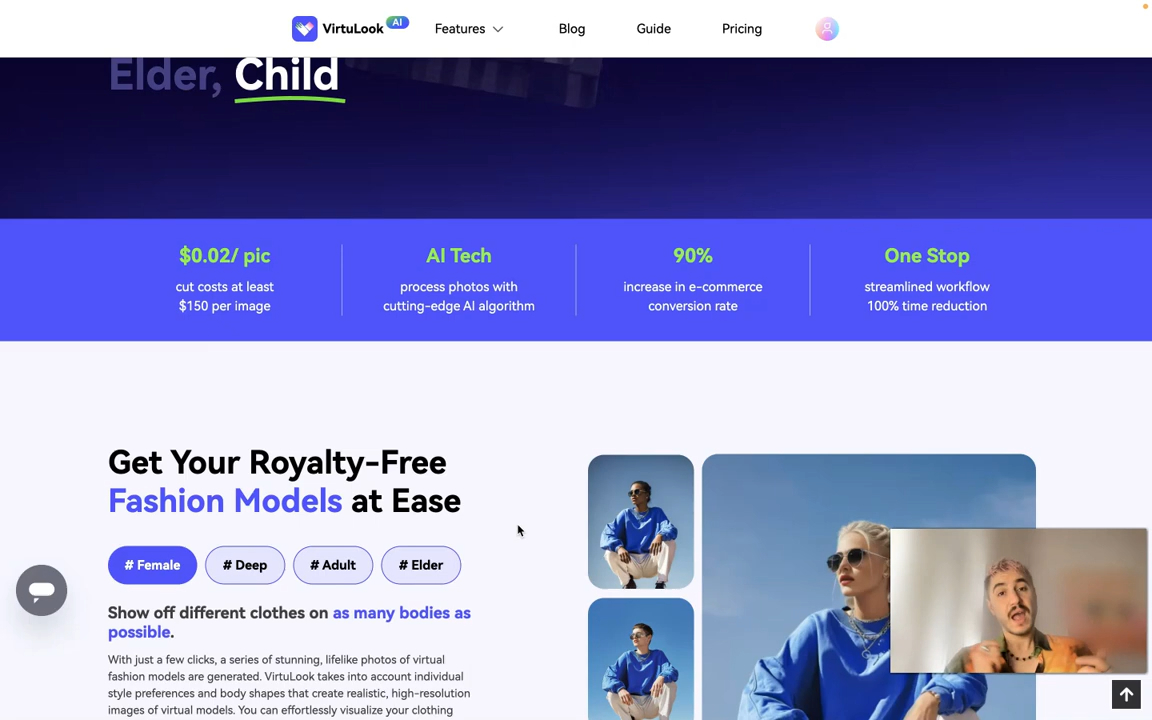 VirtuLook AI
Features
Blog
Guide
Pricing
Elder, Child
$0.02/ pic
cut costs at least
$150 per image
AI Tech
process photos with
cutting-edge AI algorithm
90%
increase in e-commerce
conversion rate
One Stop
streamlined workflow
100% time reduction
Get Your Royalty-Free
Fashion Models at Ease
# Female
# Deep
# Adult
# Elder
Show off different clothes on as many bodies as
possible.
With just a few clicks, a series of stunning, lifelike photos of virtual
fashion models are generated. VirtuLook takes into account individual
style preferences and body shapes that create realistic, high-resolution
images of virtual models. You can effortlessly visualize your clothing